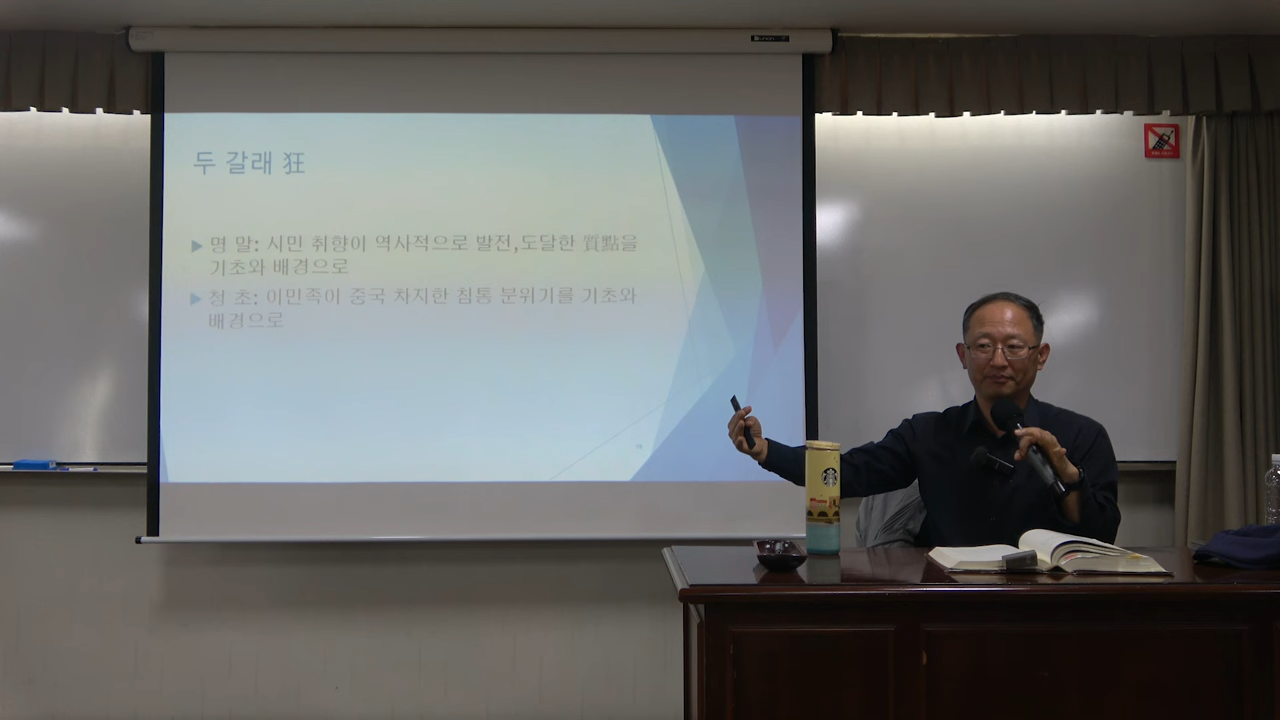 두 갈래 狂
▶ 명 말: 시민 취향이 역사적으로 발전,도달한 質點을
기초와 배경으로
▶ 청 초: 이민족이 중국 차지한 침통 분위기를 기초와
배경으로